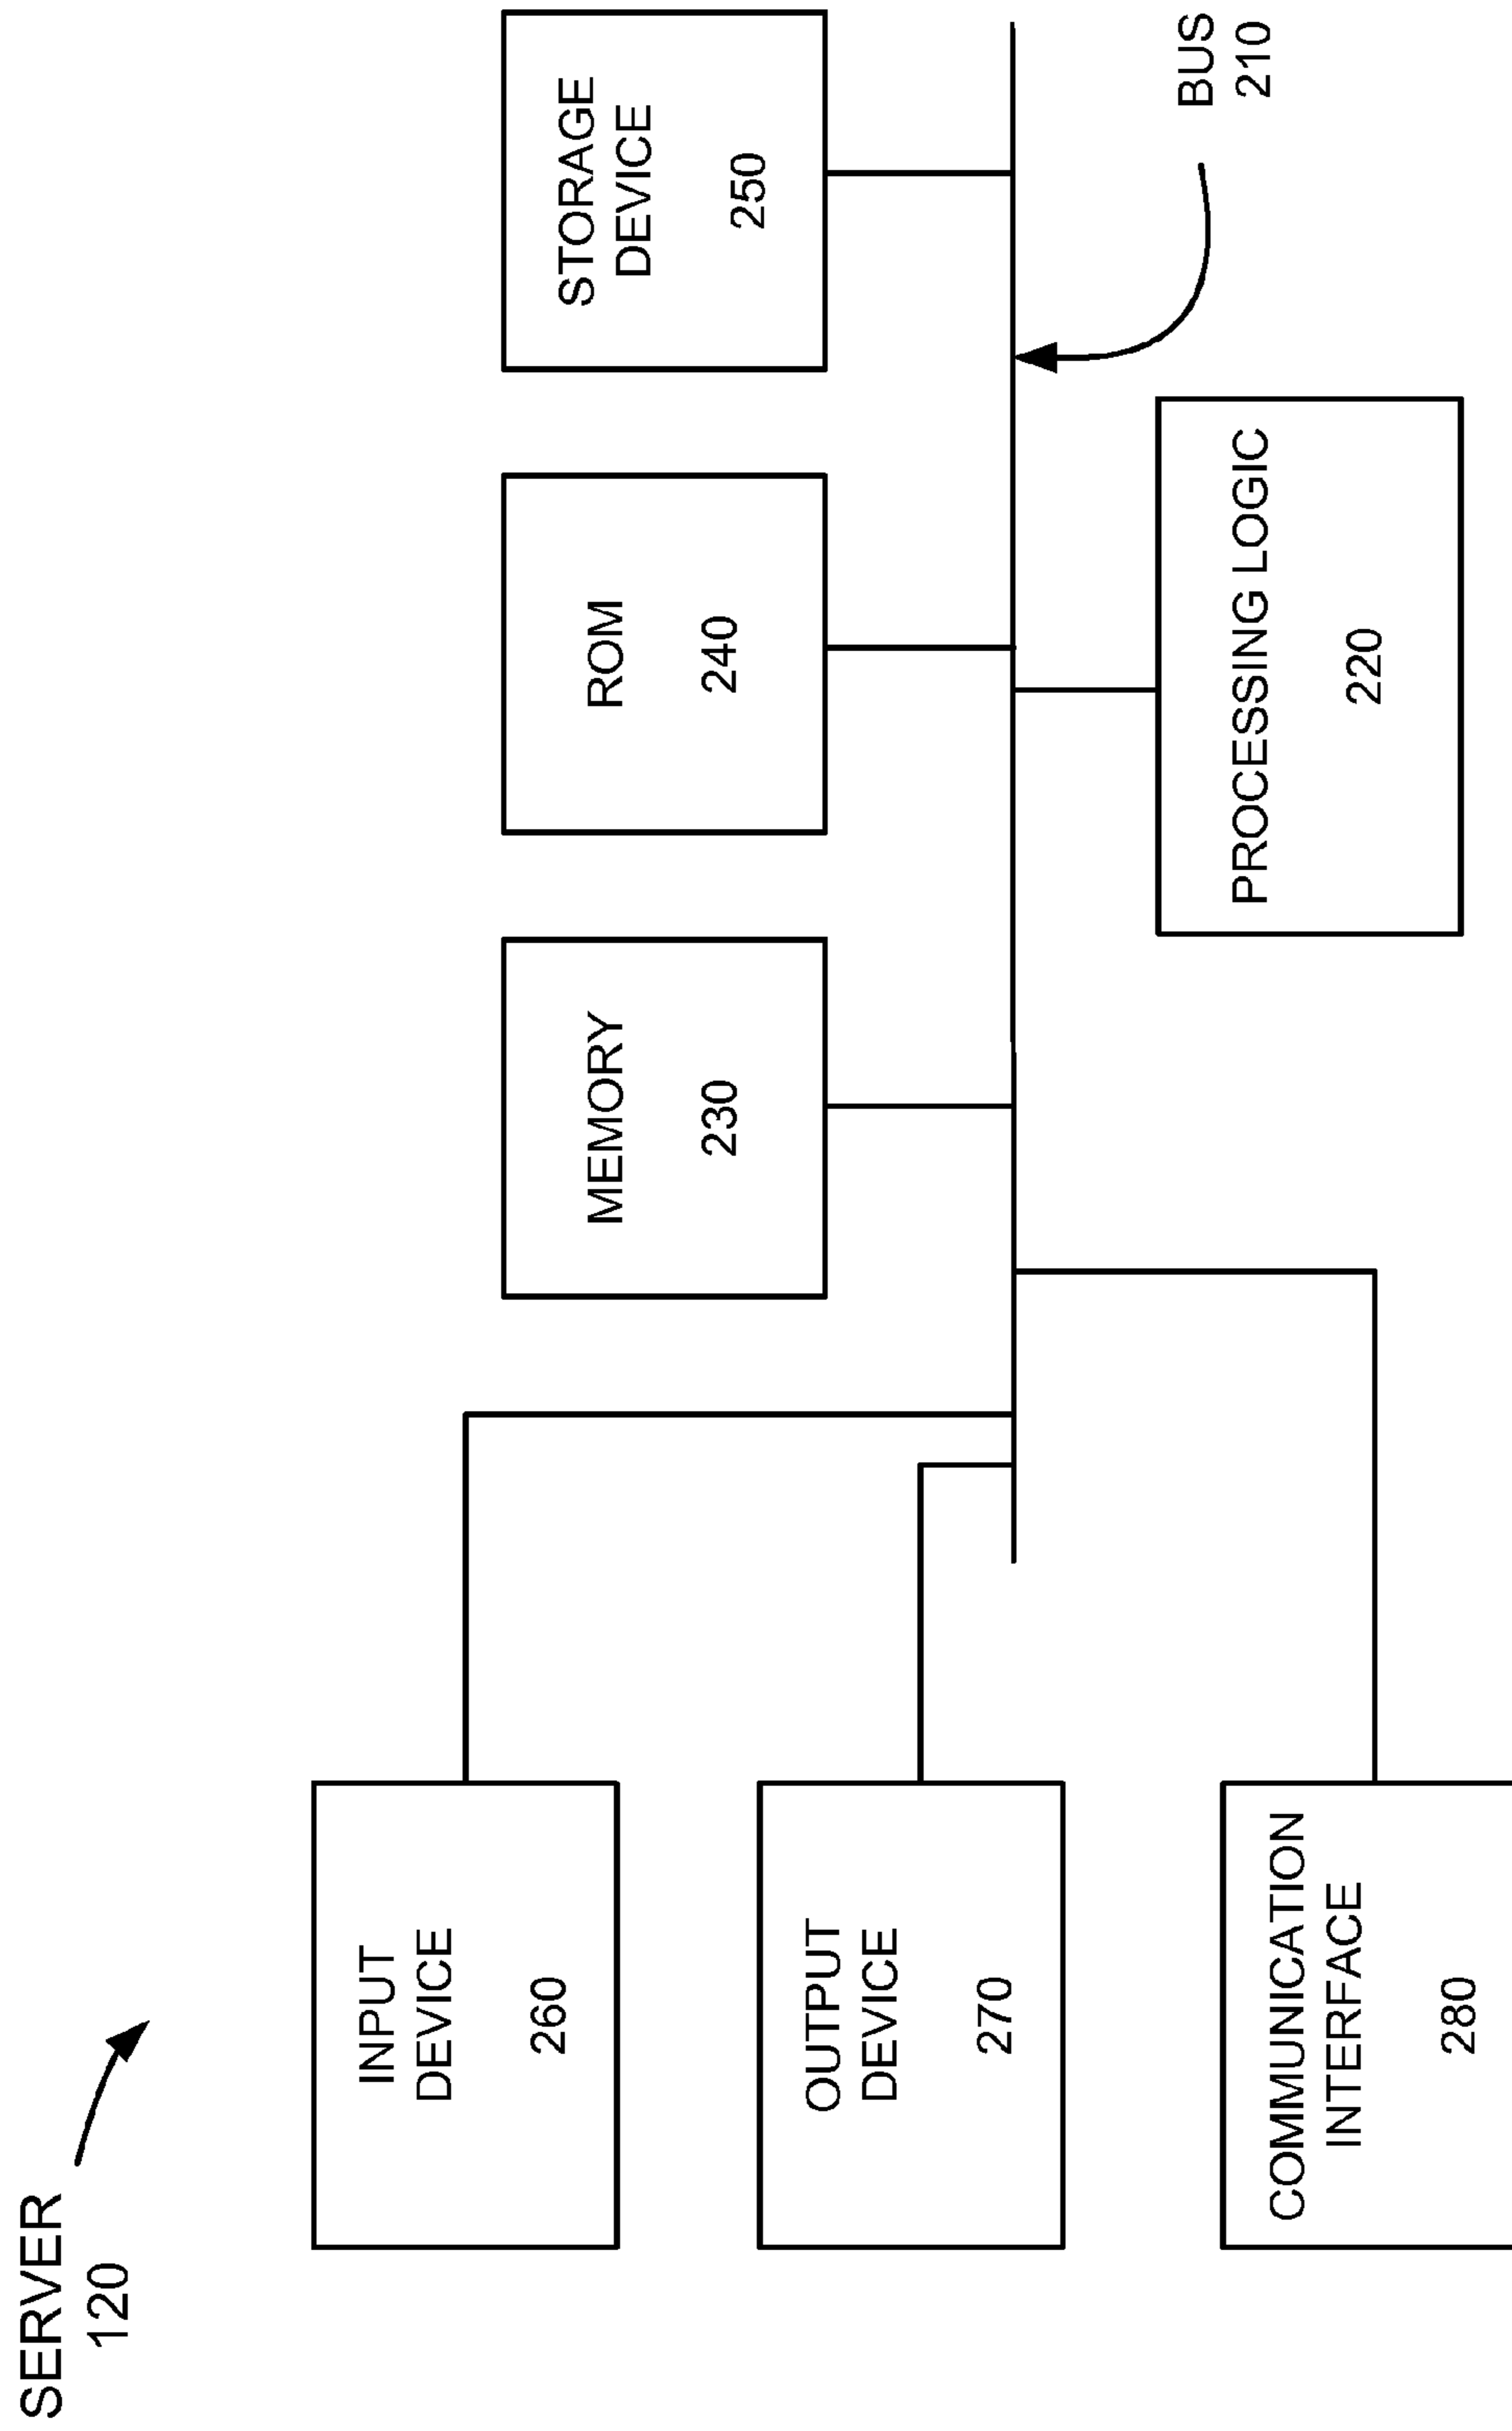 SERVER
120
INPUT
DEVICE
260
MEMORY
230
ROM
240
STORAGE
DEVICE
250
OUTPUT
DEVICE
270
BUS
210
COMMUNICATION
INTERFACE
280
PROCESSING LOGIC
220